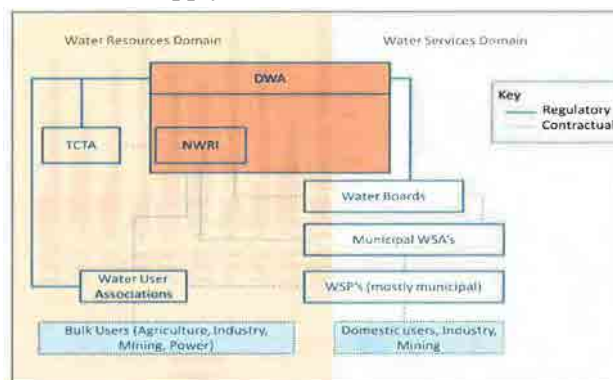 Water Resources Domain
Water Services Domain
DWA
Key
Regulatory
Contractual
TCTA
NWRI
Water Boards
Municipal WSA's
Water User
Associations
WSP's (mostly municipal)
Bulk Users (Agriculture, Industry,
Mining, Power)
Domestic users, Industry,
Mining